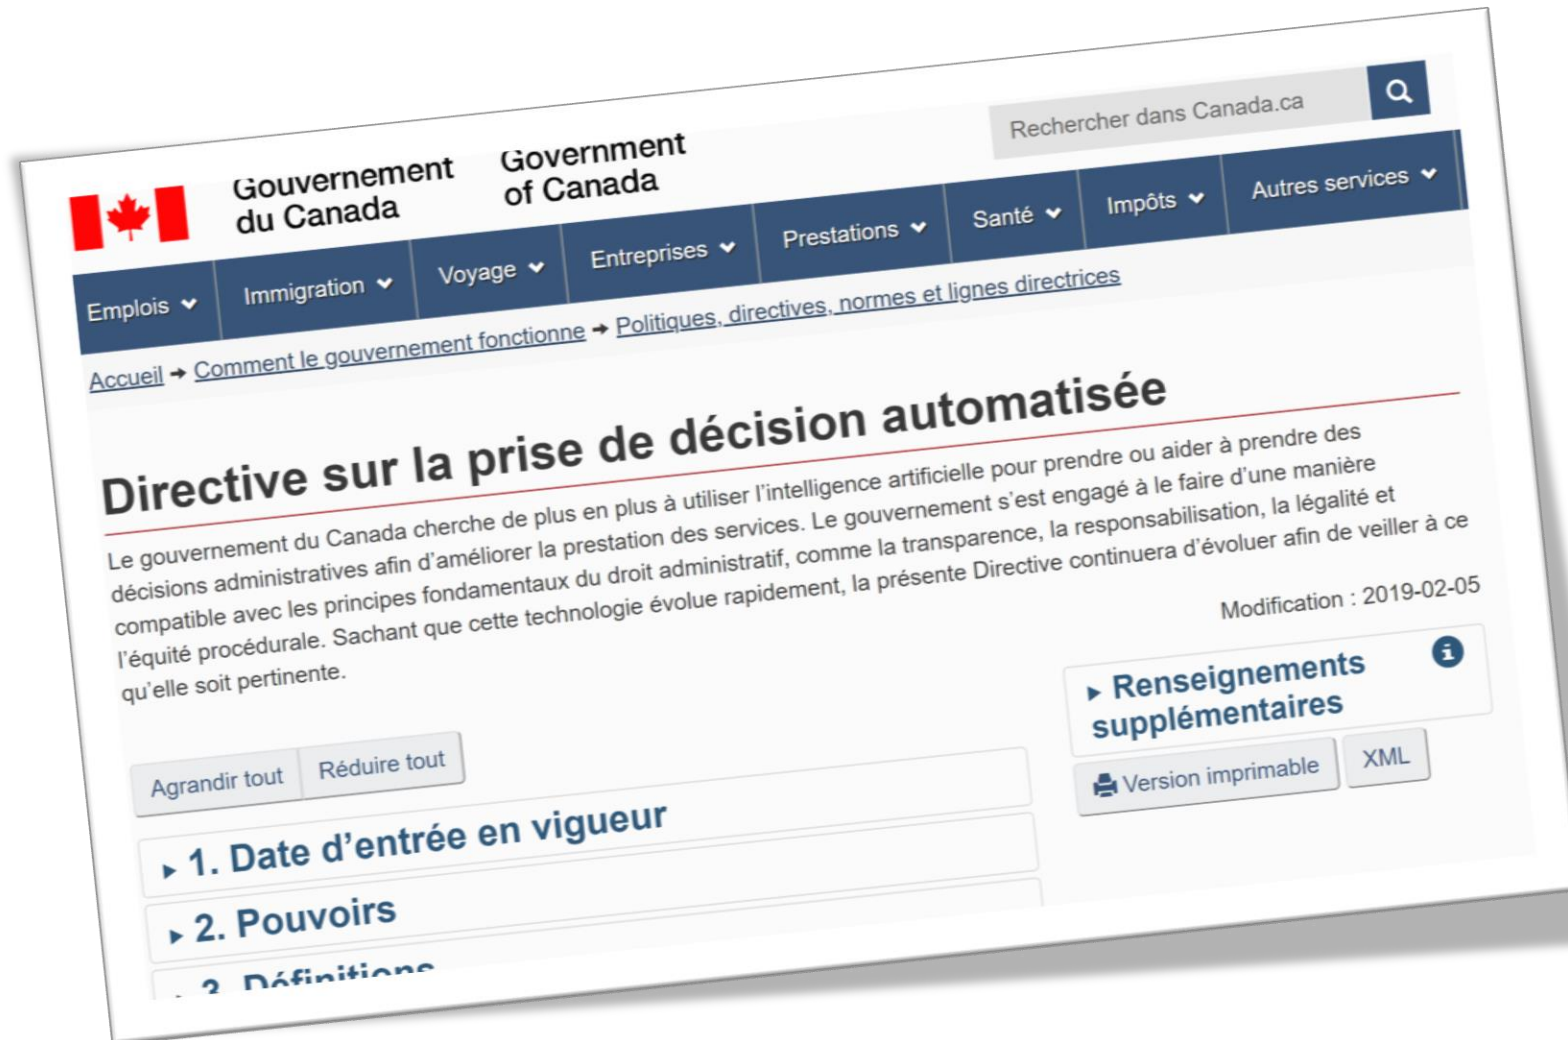 Gouvernement
du Canada
Government
of Canada
Rechercher dans Canada.ca
Emplois
Immigration
Voyage
Entreprises
Prestations
Santé
Impôts
Autres services
Accueil → Comment le gouvernement fonctionne → Politiques, directives, normes et lignes directrices
Directive sur la prise de décision automatisée
Le gouvernement du Canada cherche de plus en plus à utiliser l’intelligence artificielle pour prendre ou aider à prendre des
décisions administratives afin d’améliorer la prestation des services. Le gouvernement s’est engagé à le faire d’une manière
compatible avec les principes fondamentaux du droit administratif, comme la transparence, la responsabilisation, la légalité et
l’équité procédurale. Sachant que cette technologie évolue rapidement, la présente Directive continuera d’évoluer afin de veiller à ce
qu’elle soit pertinente.
Modification : 2019-02-05
Renseignements
supplémentaires
Version imprimable
XML
Agrandir tout
Réduire tout
1. Date d’entrée en vigueur
2. Pouvoirs
3. Définitions